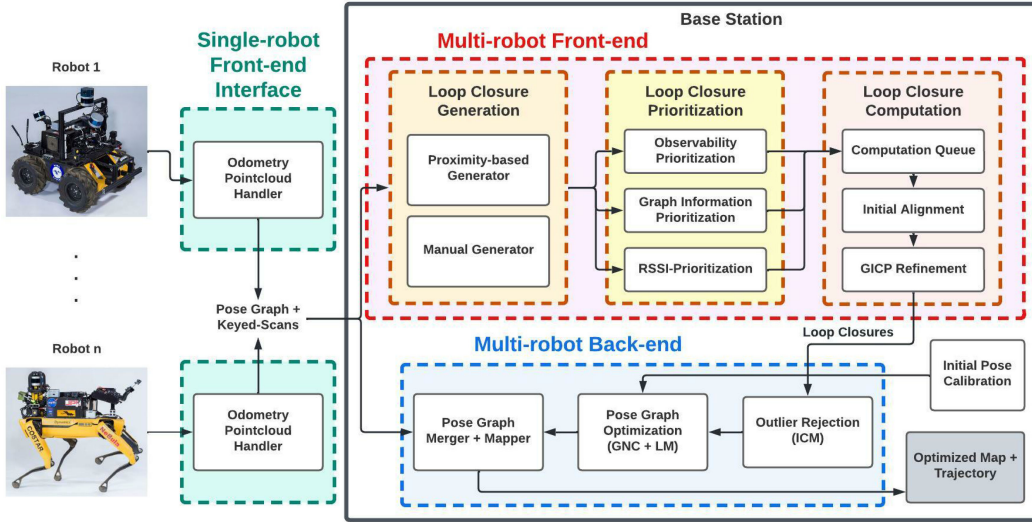 Base Station
Single-robot
Front-end
Interface
Multi-robot Front-end
Robot 1
Loop Closure
Generation
Loop Closure
Prioritization
Loop Closure
Computation
Odometry
Pointcloud
Handler
Proximity-based
Generator
Observability
Prioritization
Computation Queue
Graph Information
Prioritization
Initial Alignment
Manual Generator
RSSI-Prioritization
GICP Refinement
Pose Graph +
Keyed-Scans
Loop Closures
Robot n
Multi-robot Back-end
Initial Pose
Calibration
Odometry
Pointcloud
Handler
Pose Graph
Merger + Mapper
Pose Graph
Optimization
(GNC + LM)
Outlier Rejection
(ICM)
Optimized Map +
Trajectory
COSTAR